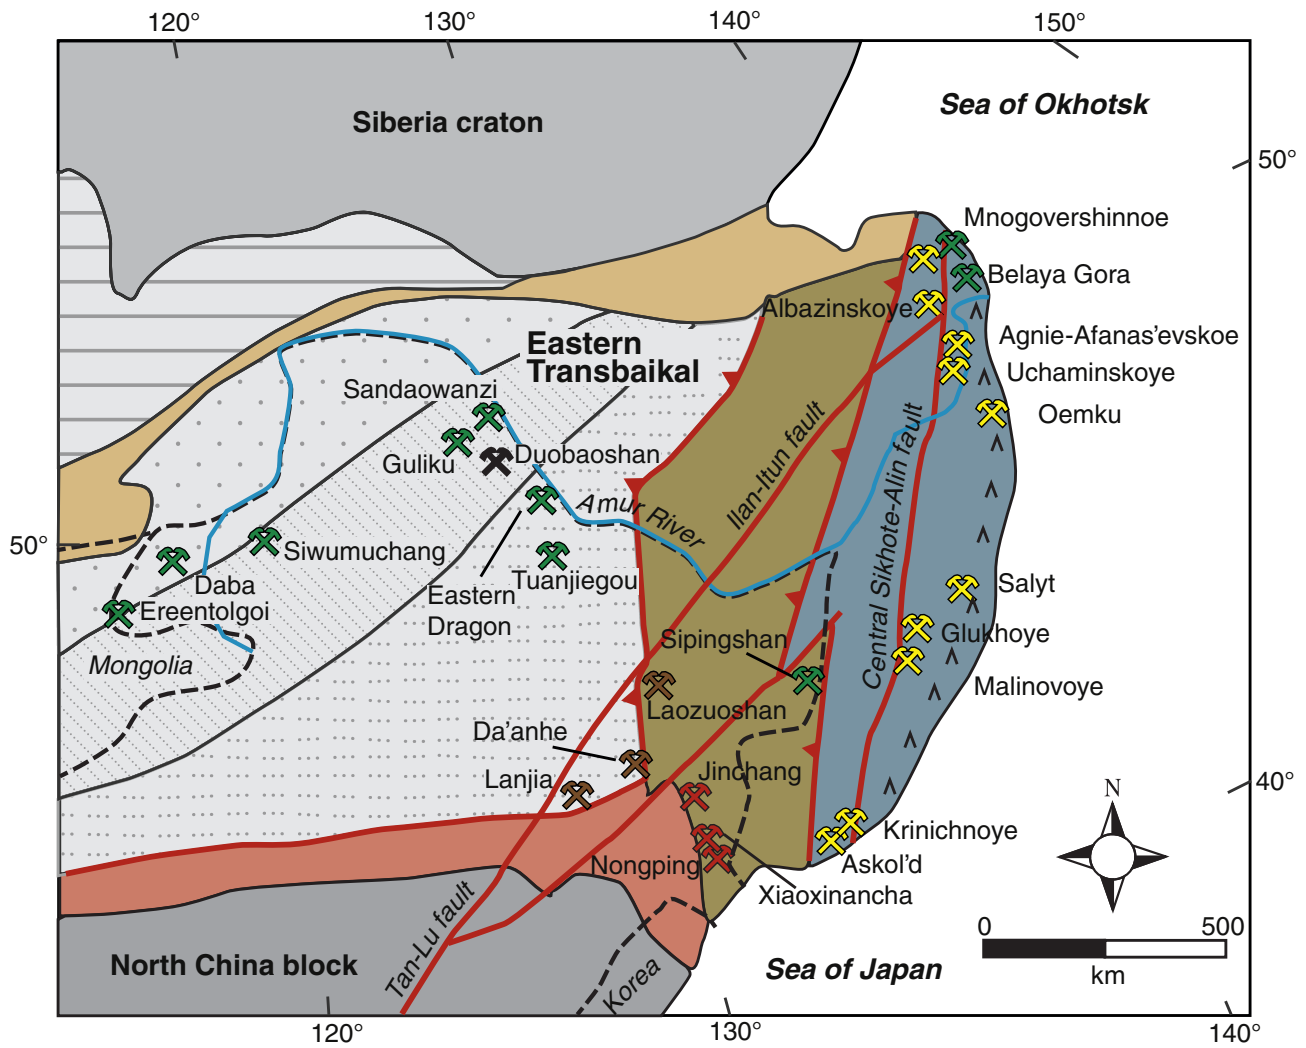 120°
130°
140°
150°
Siberia craton
Sea of Okhotsk
50°
Mnogovershinnoe
Belaya Gora
Albazinskoye
Agnie-Afanas'evskoe
Eastern
Transbaikal
Uchaminskoye
Sandaowanzi
Oemku
Guliku
Duobaoshan
Ilan-Itun fault
Amur River
Central Sikhote-Alin fault
50°
Siwumuchang
Daba
Tuanjiegou
Eastern
Dragon
Ereentolgoi
Salyt
Sipingshan
Glukhoye
Mongolia
Malinovoye
Laozuoshan
Da'anhe
Lanjia
Jinchang
40°
N
Krinichnoye
Nongping
Askol'd
Xiaoxinancha
Tan-Lu fault
0
500
km
North China block
Korea
Sea of Japan
120°
130°
140°